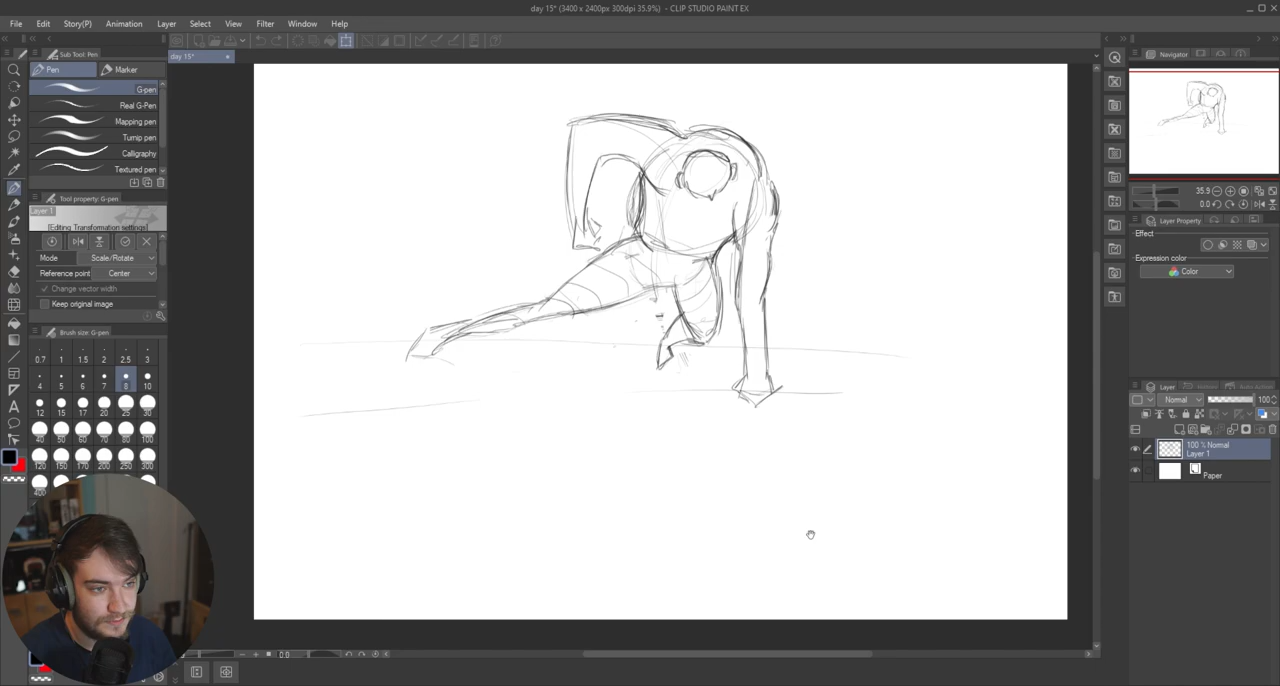 day 15* (3400 x 2400px 300dpi 35.9%) - CLIP STUDIO PAINT EX
File Edit Story(P) Animation Layer Select View Filter Window Help
Sub Tool: Pen
day 15*
Navigator
Pen Marker
G-pen
Real G-Pen
Mapping pen
Turnip pen
Calligraphy
Textured pen
35.9
0.0
Tool property: G-pen
Layer 1
[Editing Transformation settings]
Mode Scale/Rotate
Reference point Center
Change vector width
Keep original image
Layer Property
Effect
Expression color
Color
Brush size: G-pen
0.7 1 1.5 2 2.5 3
4 5 6 7 8 10
12 15 17 20 25 30
40 50 60 70 80 100
120 150 170 200 250 300
400
Layer History Auto Action
Normal 100
100 % Normal
Layer 1
Paper